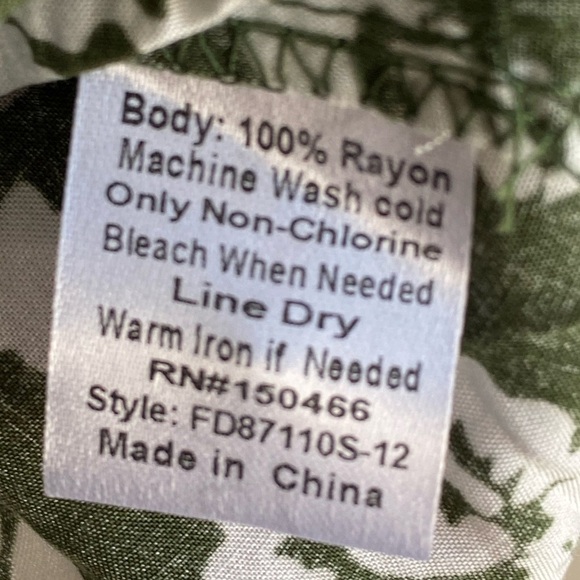 Body: 100% Rayon
Machine Wash cold
Only Non-Chlorine
Bleach When Needed
Line Dry
Warm Iron if Needed
RN#150466
Style: FD87110S-12
Made in China